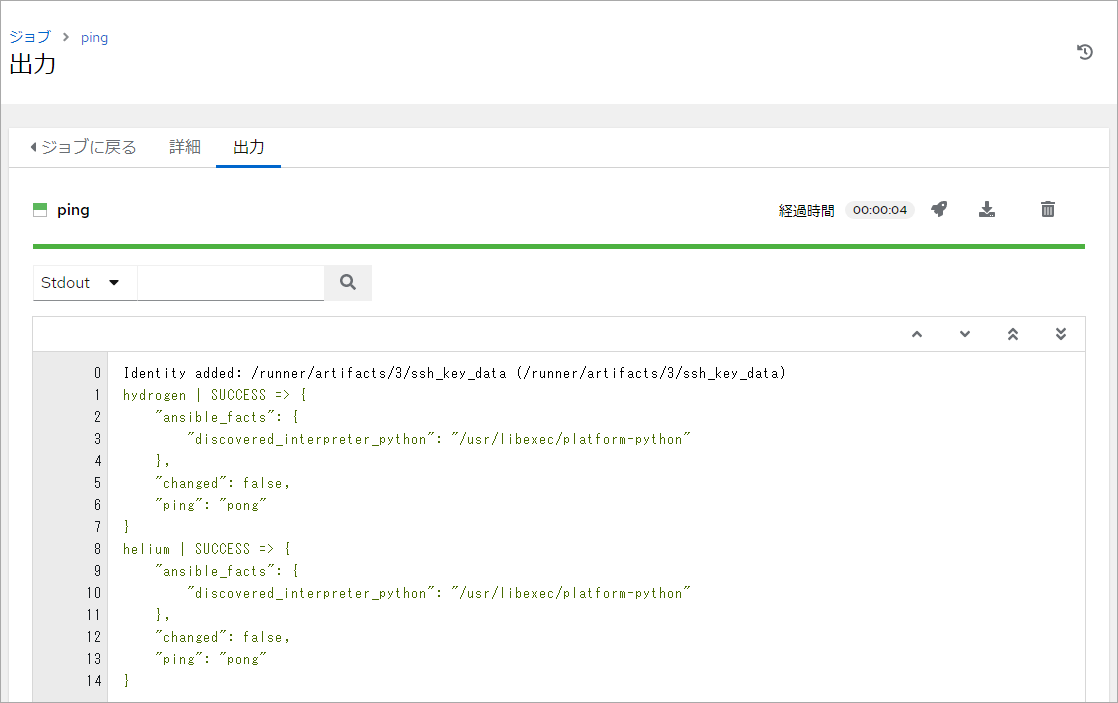 ジョブ > ping
出力
ジョブに戻る 詳細 出力
ping 経過時間 00:00:04
Stdout
0 Identity added: /runner/artifacts/3/ssh_key_data (/runner/artifacts/3/ssh_key_data)
1 hydrogen | SUCCESS => {
2     "ansible_facts": {
3         "discovered_interpreter_python": "/usr/libexec/platform-python"
4     },
5     "changed": false,
6     "ping": "pong"
7 }
8 helium | SUCCESS => {
9     "ansible_facts": {
10         "discovered_interpreter_python": "/usr/libexec/platform-python"
11     },
12     "changed": false,
13     "ping": "pong"
14 }